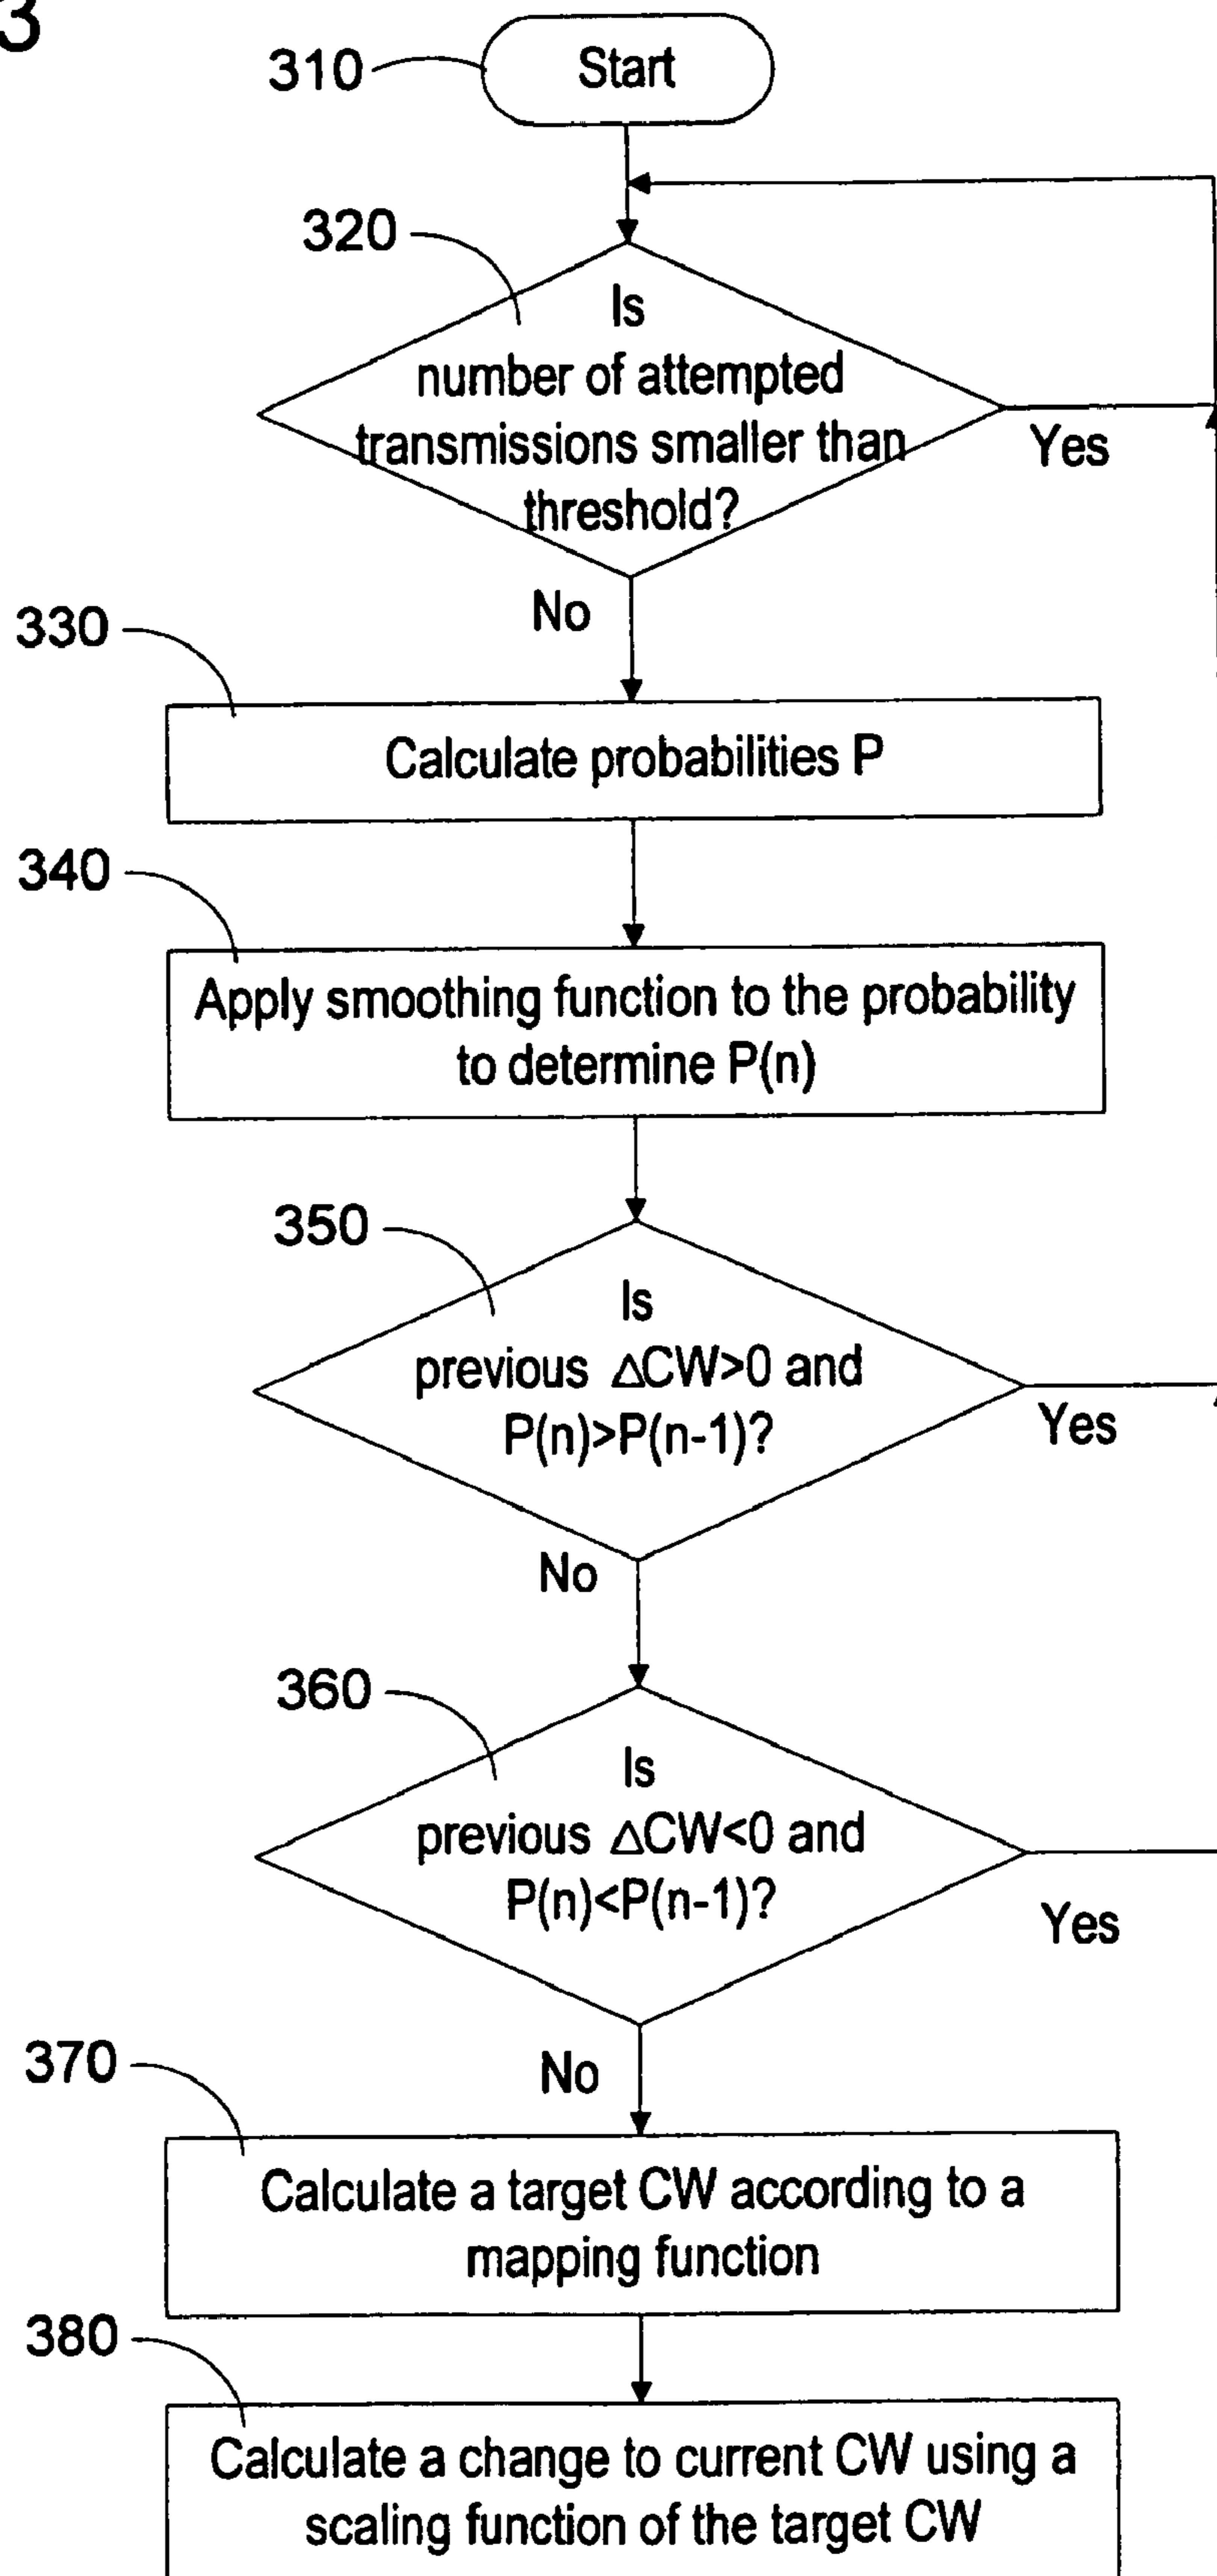 3
310
Start
320
Is
number of attempted
transmissions smaller than
threshold?
Yes
No
330
Calculate probabilities P
340
Apply smoothing function to the probability
to determine P(n)
350
Is
previous △CW>0 and
P(n)>P(n-1)?
Yes
No
360
Is
previous △CW<0 and
P(n)<P(n-1)?
Yes
No
370
Calculate a target CW according to a
mapping function
380
Calculate a change to current CW using a
scaling function of the target CW